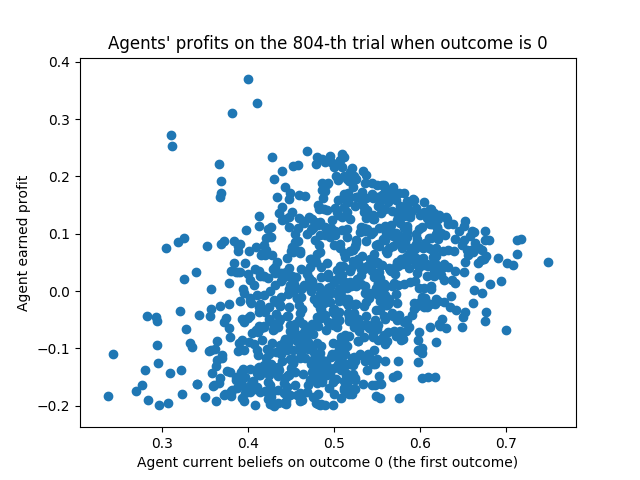 Agents' profits on the 804-th trial when outcome is 0
0.4
0.3
0.2
0.1
0.0
−0.1
−0.2
Agent earned profit
0.3 0.4 0.5 0.6 0.7
Agent current beliefs on outcome 0 (the first outcome)